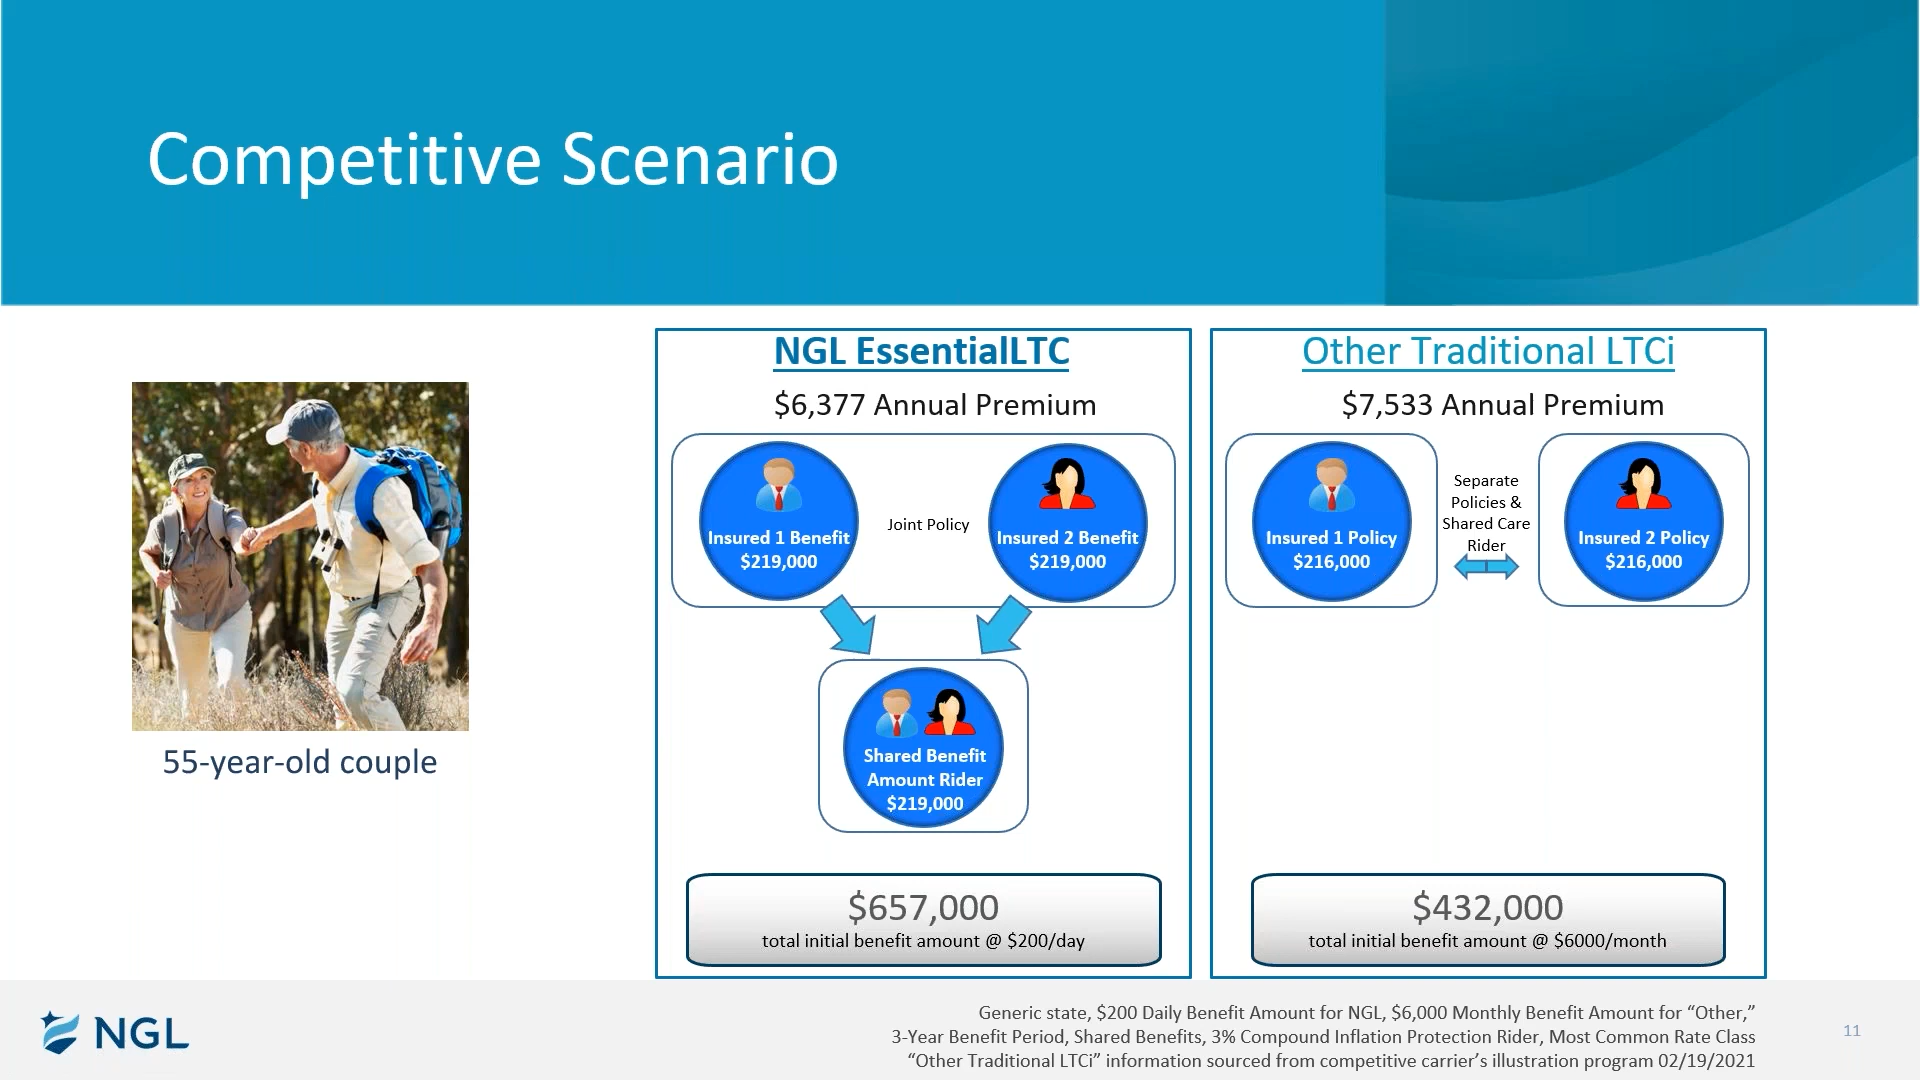 Competitive Scenario
55-year-old couple
NGL EssentialLTC
$6,377 Annual Premium
Insured 1 Benefit
$219,000
Joint Policy
Insured 2 Benefit
$219,000
Shared Benefit
Amount Rider
$219,000
$657,000
total initial benefit amount @ $200/day
Other Traditional LTCi
$7,533 Annual Premium
Insured 1 Policy
$216,000
Separate
Policies &
Shared Care
Rider
Insured 2 Policy
$216,000
$432,000
total initial benefit amount @ $6000/month
NGL
Generic state, $200 Daily Benefit Amount for NGL, $6,000 Monthly Benefit Amount for “Other,”
3-Year Benefit Period, Shared Benefits, 3% Compound Inflation Protection Rider, Most Common Rate Class
“Other Traditional LTCi” information sourced from competitive carrier’s illustration program 02/19/2021
11